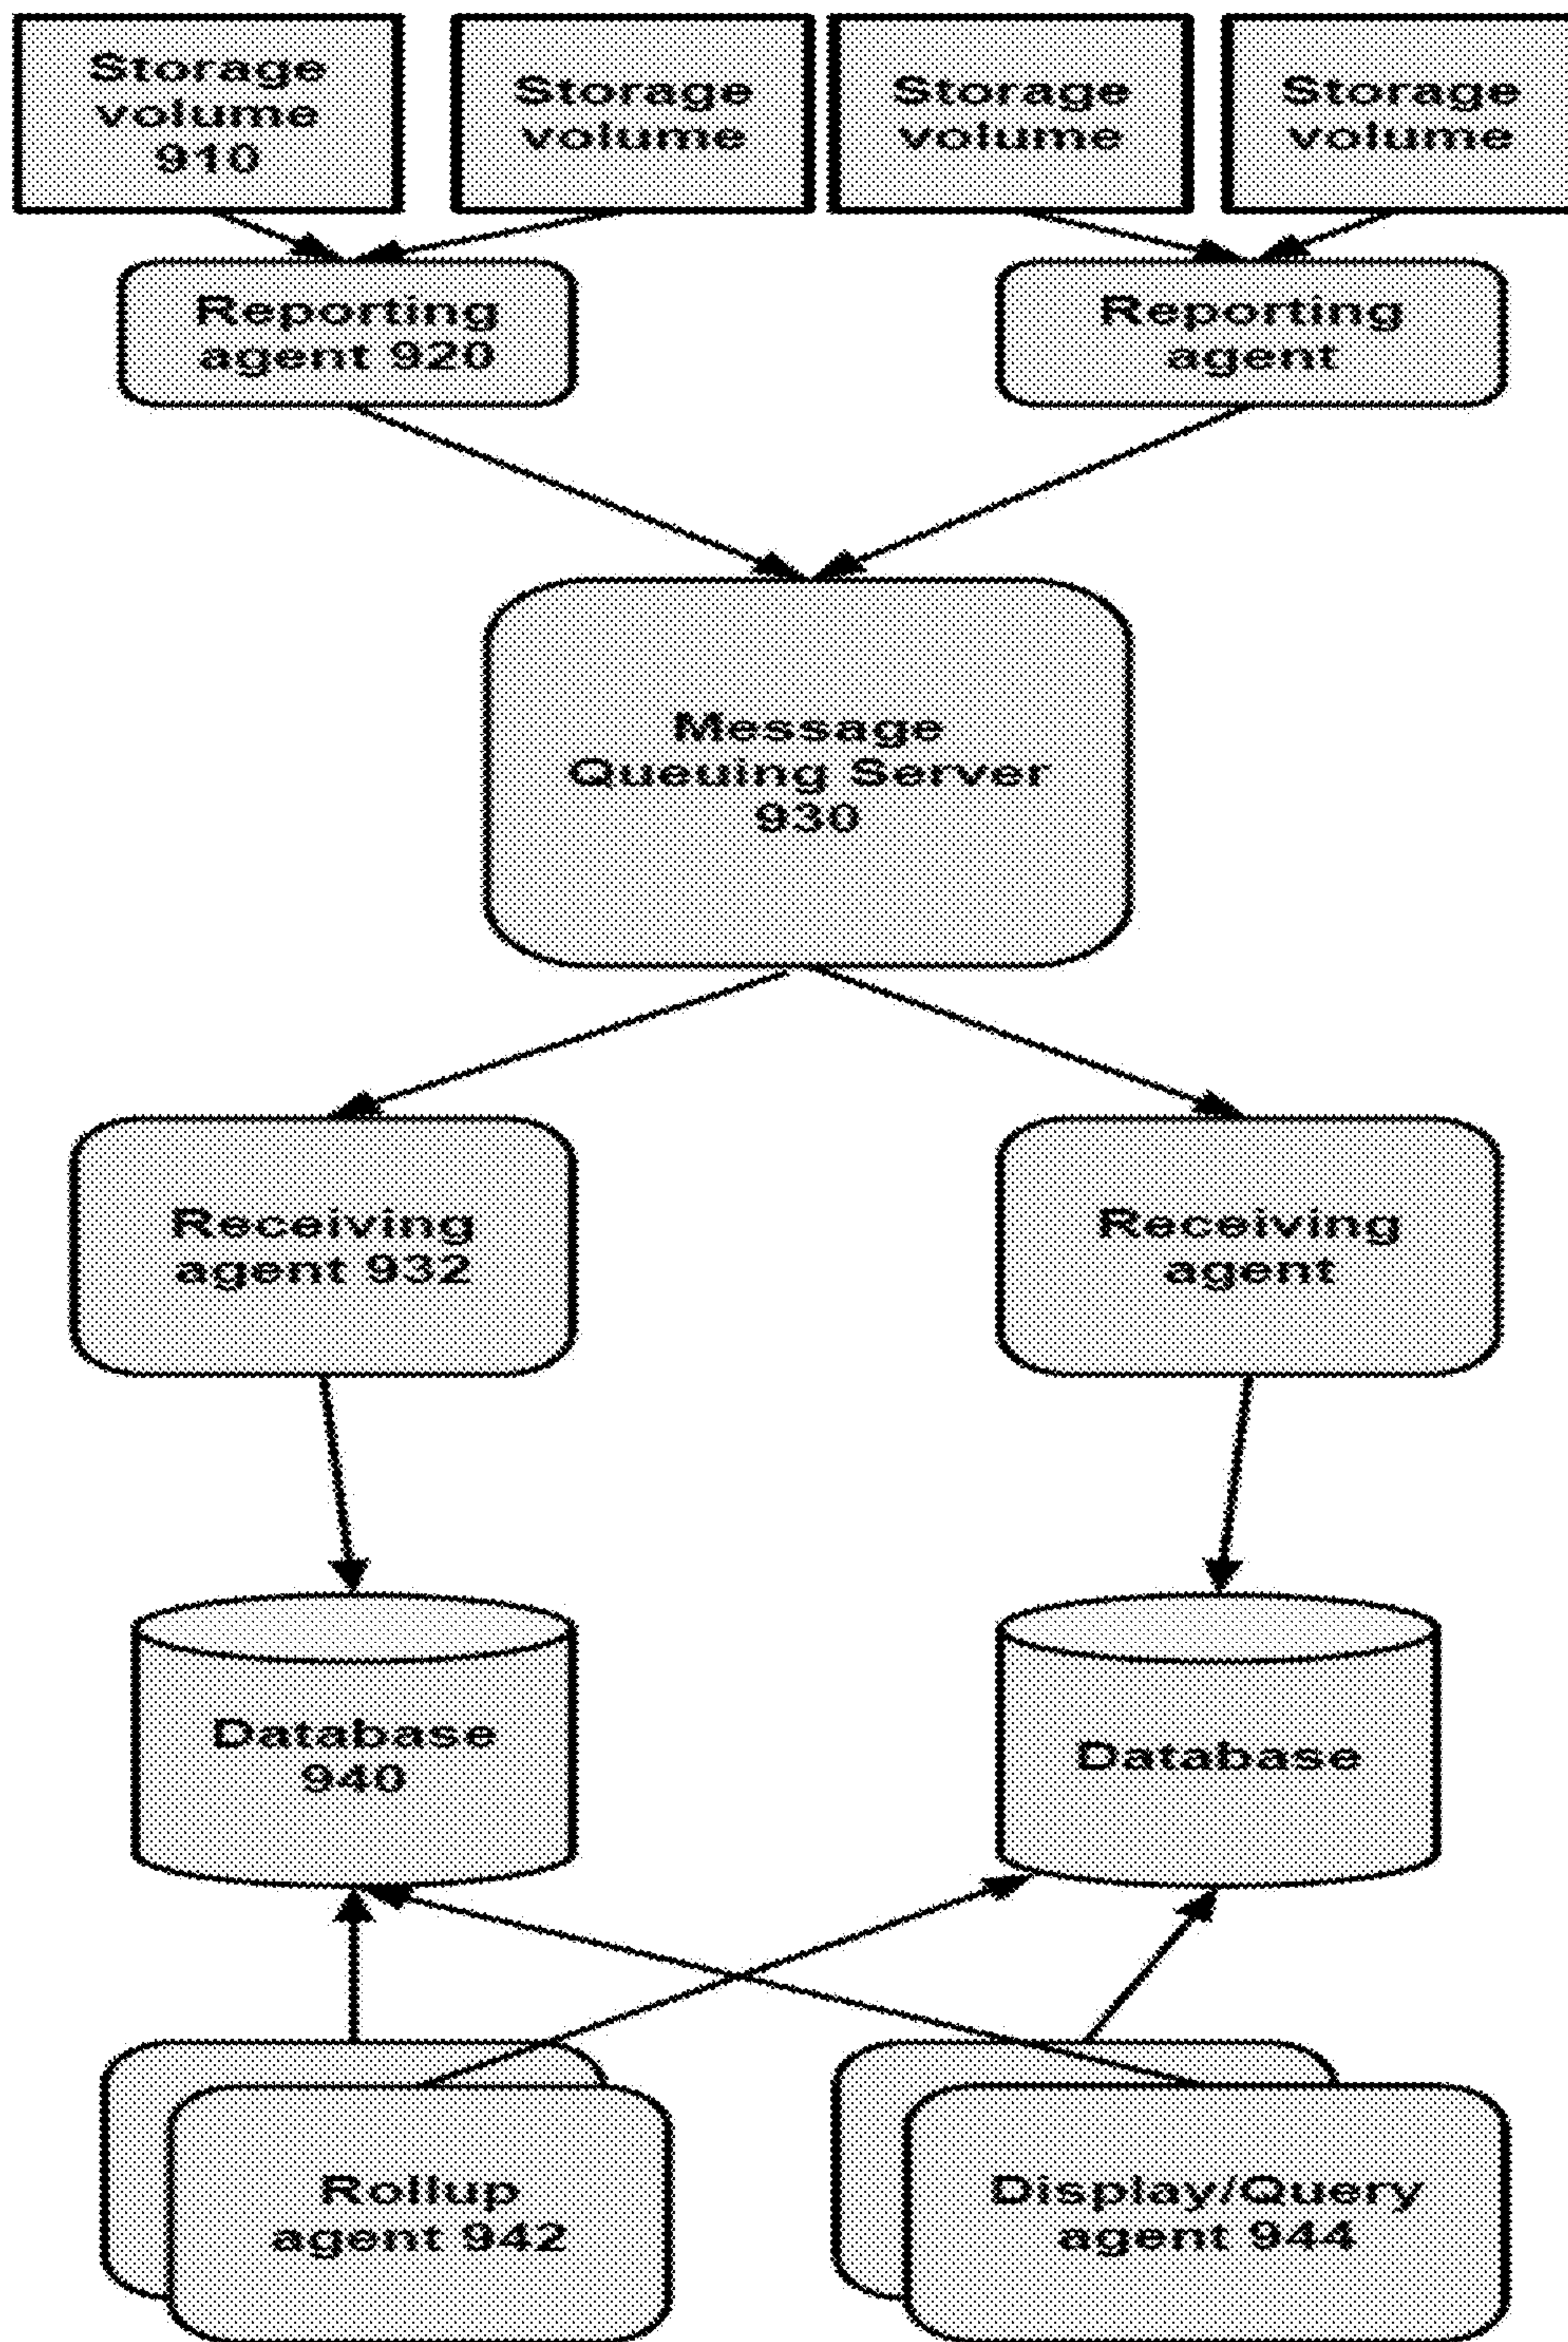 Storage
volume
910
Storage
volume
Storage
volume
Storage
volume
Reporting
agent 920
Reporting
agent
Message
Queuing Server
930
Receiving
agent 932
Receiving
agent
Database
940
Database
Rollup
agent 942
Display/Query
agent 944